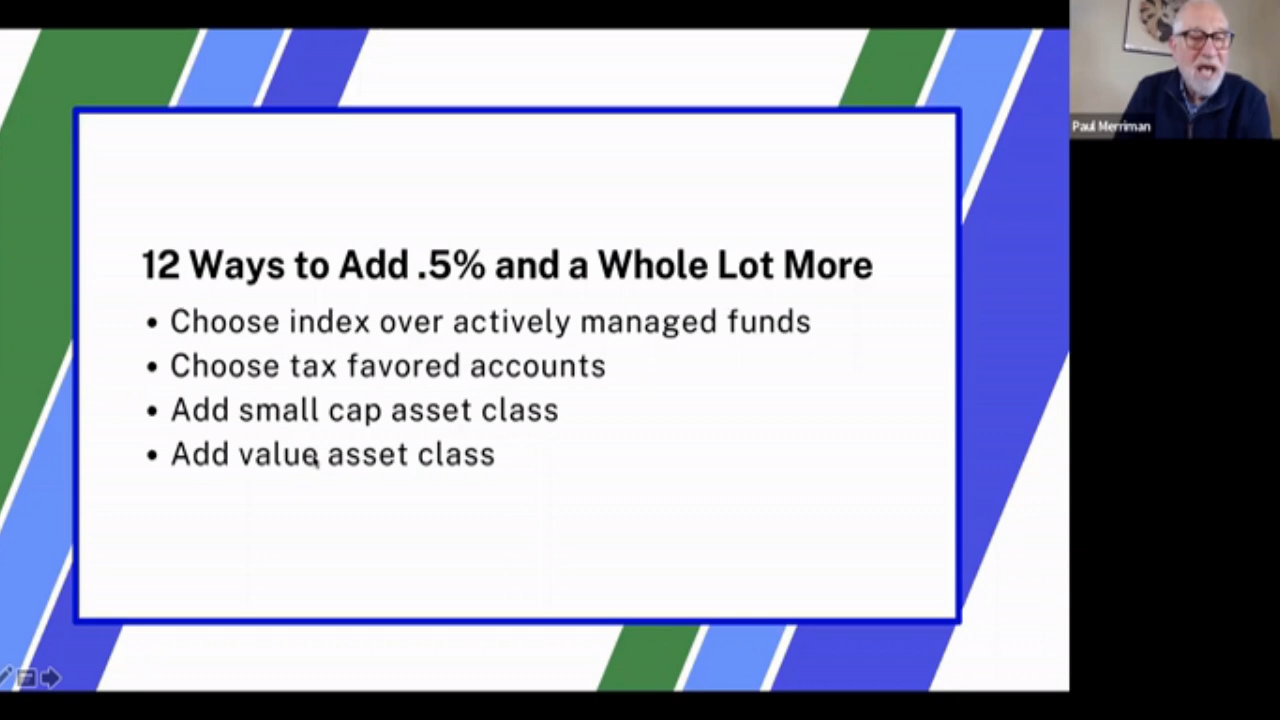 12 Ways to Add .5% and a Whole Lot More
• Choose index over actively managed funds
• Choose tax favored accounts
• Add small cap asset class
• Add value asset class
Paul Merriman